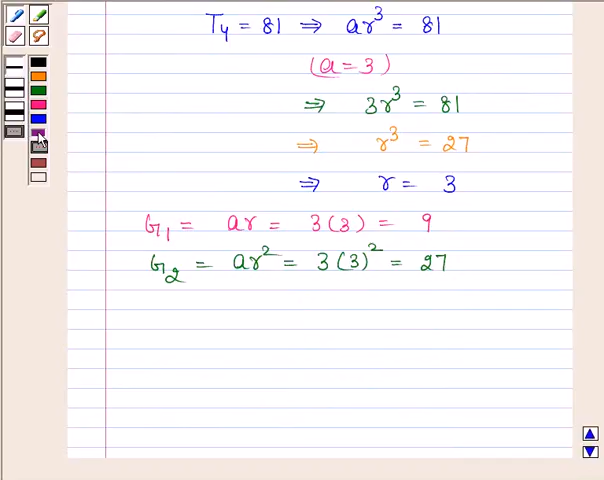 T₄ = 81 ⇒ ar³ = 81
(a = 3)
⇒ 3r³ = 81
⇒ r³ = 27
⇒ r = 3
G₁ = ar = 3(3) = 9
G₂ = ar² = 3(3)² = 27